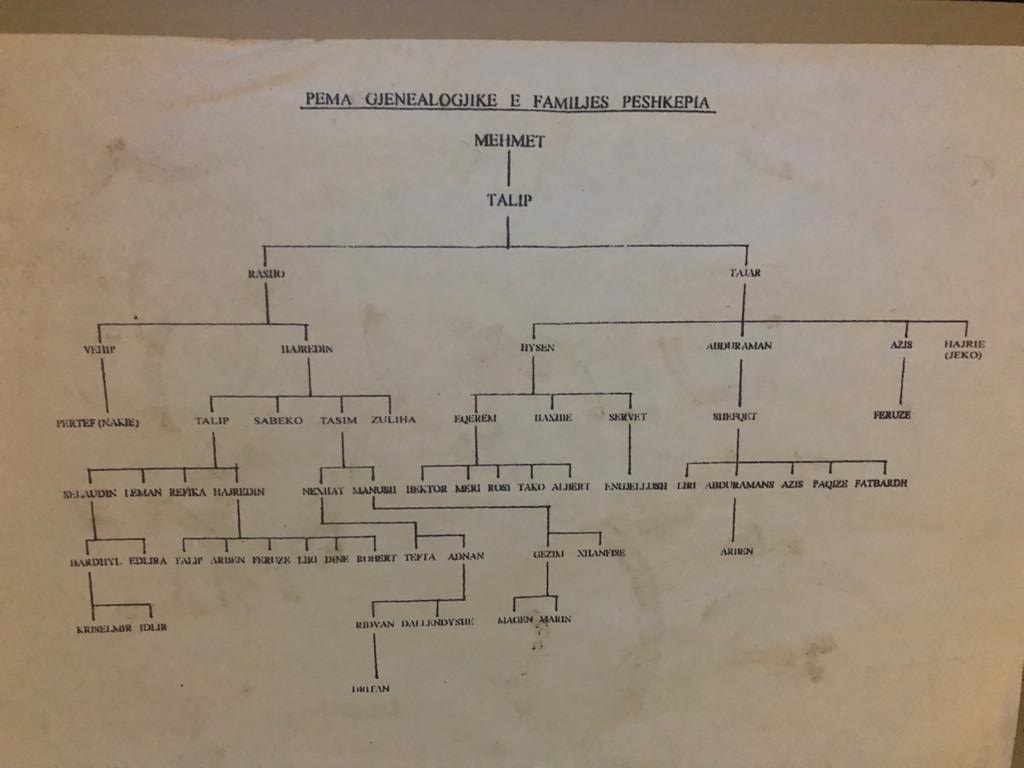 PEMA GJENEALOGJIKE E FAMILJES PESHKEPIA
MEHMET
TALIP
RASHO TAJAR
VEHIP HAJREDIN HYSEN ABDURAMAN AZIS HAJRIE
(JEKO)
PERTEF (NAKIE) TALIP SABEKO TASIM ZULIHA EQEREM HAXHIE SERVET SHEFQET FERUZE
SELAUDIN LEMAN REFIKA HAJREDIN NEXHAT MANUSH HEKTOR MERI ROSI TAKO ALBERT ENGJELLUSH LIRI ABDURAMANS AZIS PAQIZE FATBARDH
BARDHYL EDLIRA TALIP ARBEN FERUZE LIRI DINE ROBERT TEFTA ADNAN GEZIM XHANFISE ARBEN
KRISELMIR IDLIR RIDVAN DALLENDYSHE MAGEN MARIN
DRITAN